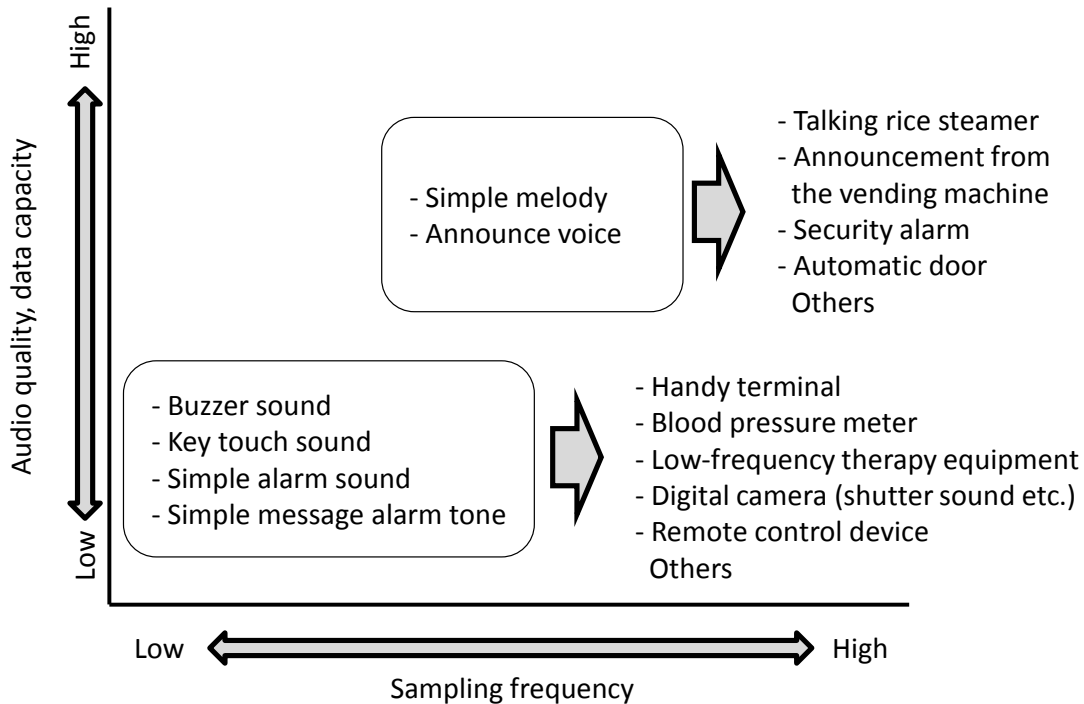 High
Audio quality, data capacity
Low
- Simple melody
- Announce voice
- Talking rice steamer
- Announcement from
the vending machine
- Security alarm
- Automatic door
Others
- Buzzer sound
- Key touch sound
- Simple alarm sound
- Simple message alarm tone
- Handy terminal
- Blood pressure meter
- Low-frequency therapy equipment
- Digital camera (shutter sound etc.)
- Remote control device
Others
Low
High
Sampling frequency